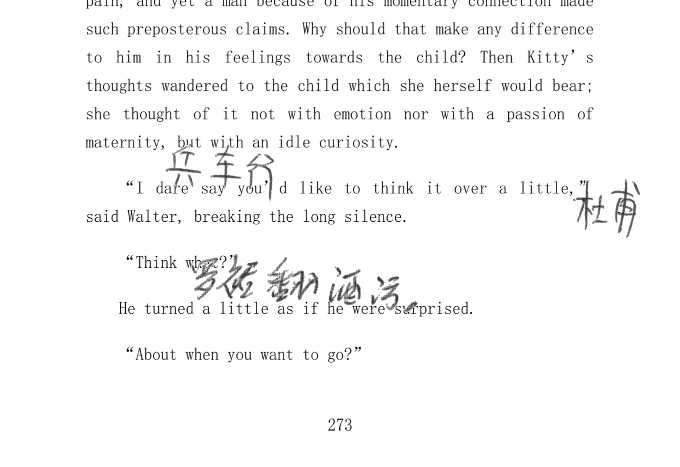 pain, and yet a man because of his momentary connection made
such preposterous claims. Why should that make any difference
to him in his feelings towards the child? Then Kitty’s
thoughts wandered to the child which she herself would bear;
she thought of it not with emotion nor with a passion of
maternity, but with an idle curiosity.
兵车
“I dare say you’d like to think it over a little,”
杜甫
said Walter, breaking the long silence.
“Think what?”
罗裙翻酒污
He turned a little as if he were surprised.
“About when you want to go?”
273